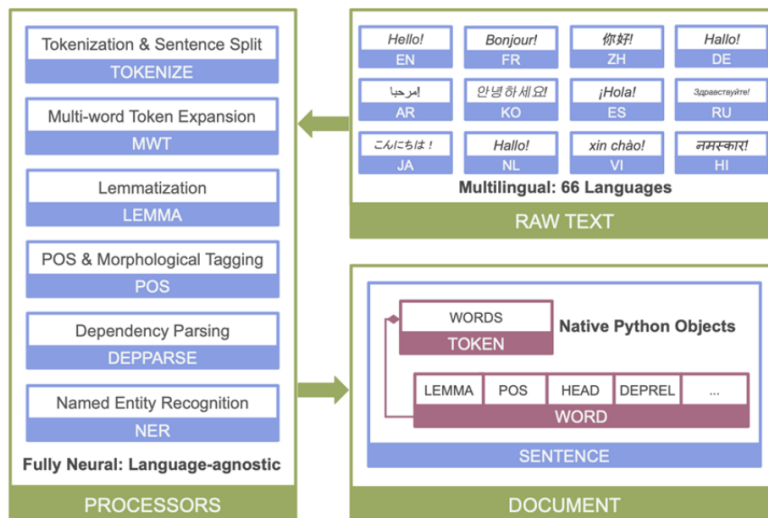 Tokenization & Sentence Split
TOKENIZE
Multi-word Token Expansion
MWT
Lemmatization
LEMMA
POS & Morphological Tagging
POS
Dependency Parsing
DEPPARSE
Named Entity Recognition
NER
Fully Neural: Language-agnostic
PROCESSORS
Hello!
EN
Bonjour!
FR
你好!
ZH
Hallo!
DE
مرحبا!
AR
안녕하세요!
KO
¡Hola!
ES
Здравствуйте!
RU
こんにちは！
JA
Hallo!
NL
xin chào!
VI
नमस्कार!
HI
Multilingual: 66 Languages
RAW TEXT
WORDS
TOKEN
Native Python Objects
LEMMA POS HEAD DEPREL ...
WORD
SENTENCE
DOCUMENT